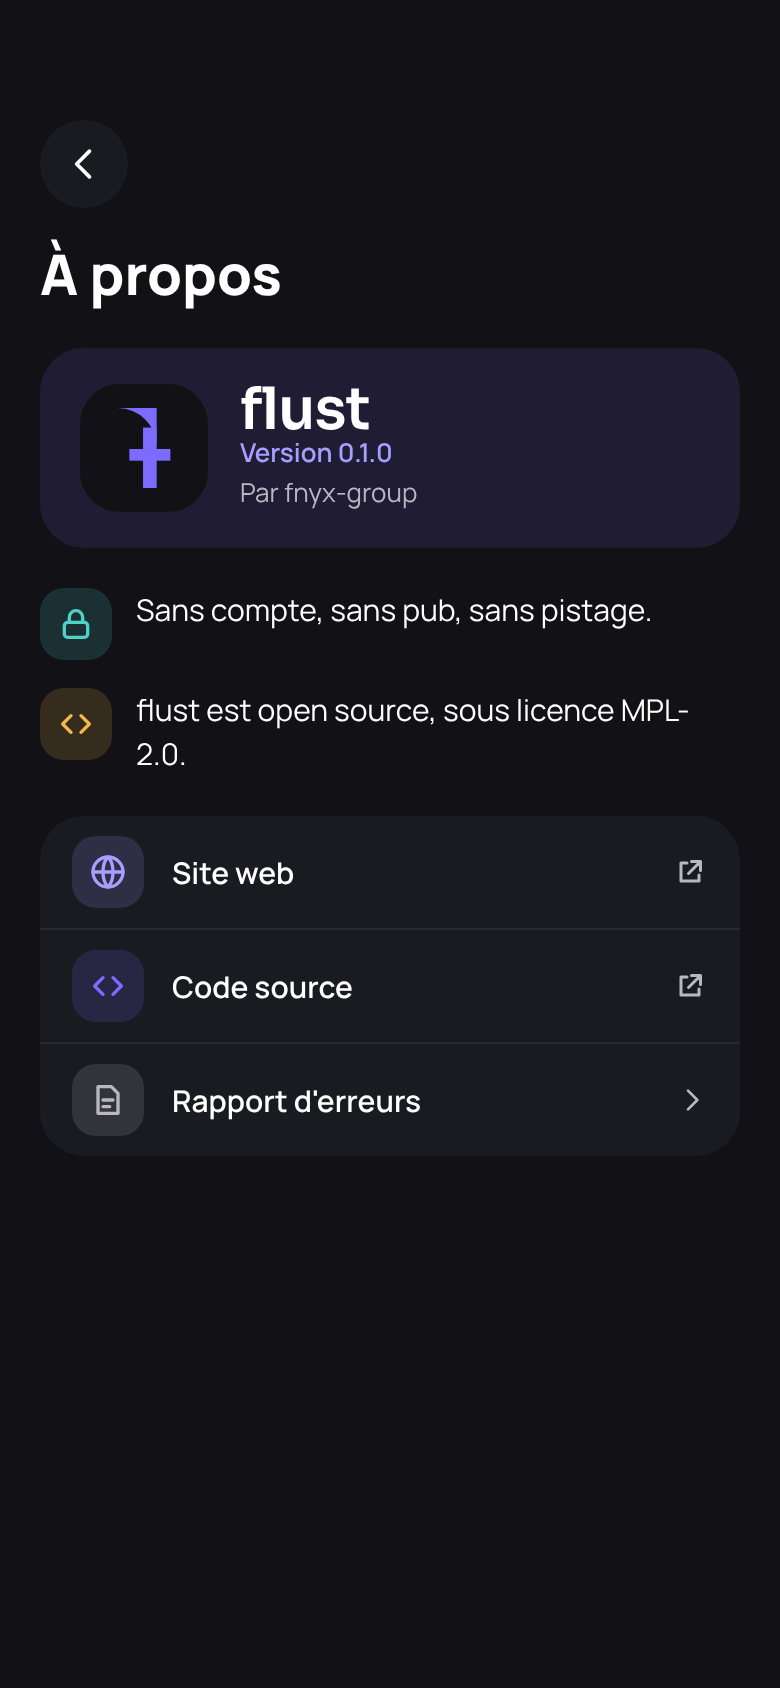 À propos
flust
Version 0.1.0
Par fnyx-group
Sans compte, sans pub, sans pistage.
flust est open source, sous licence MPL-
2.0.
Site web
Code source
Rapport d'erreurs